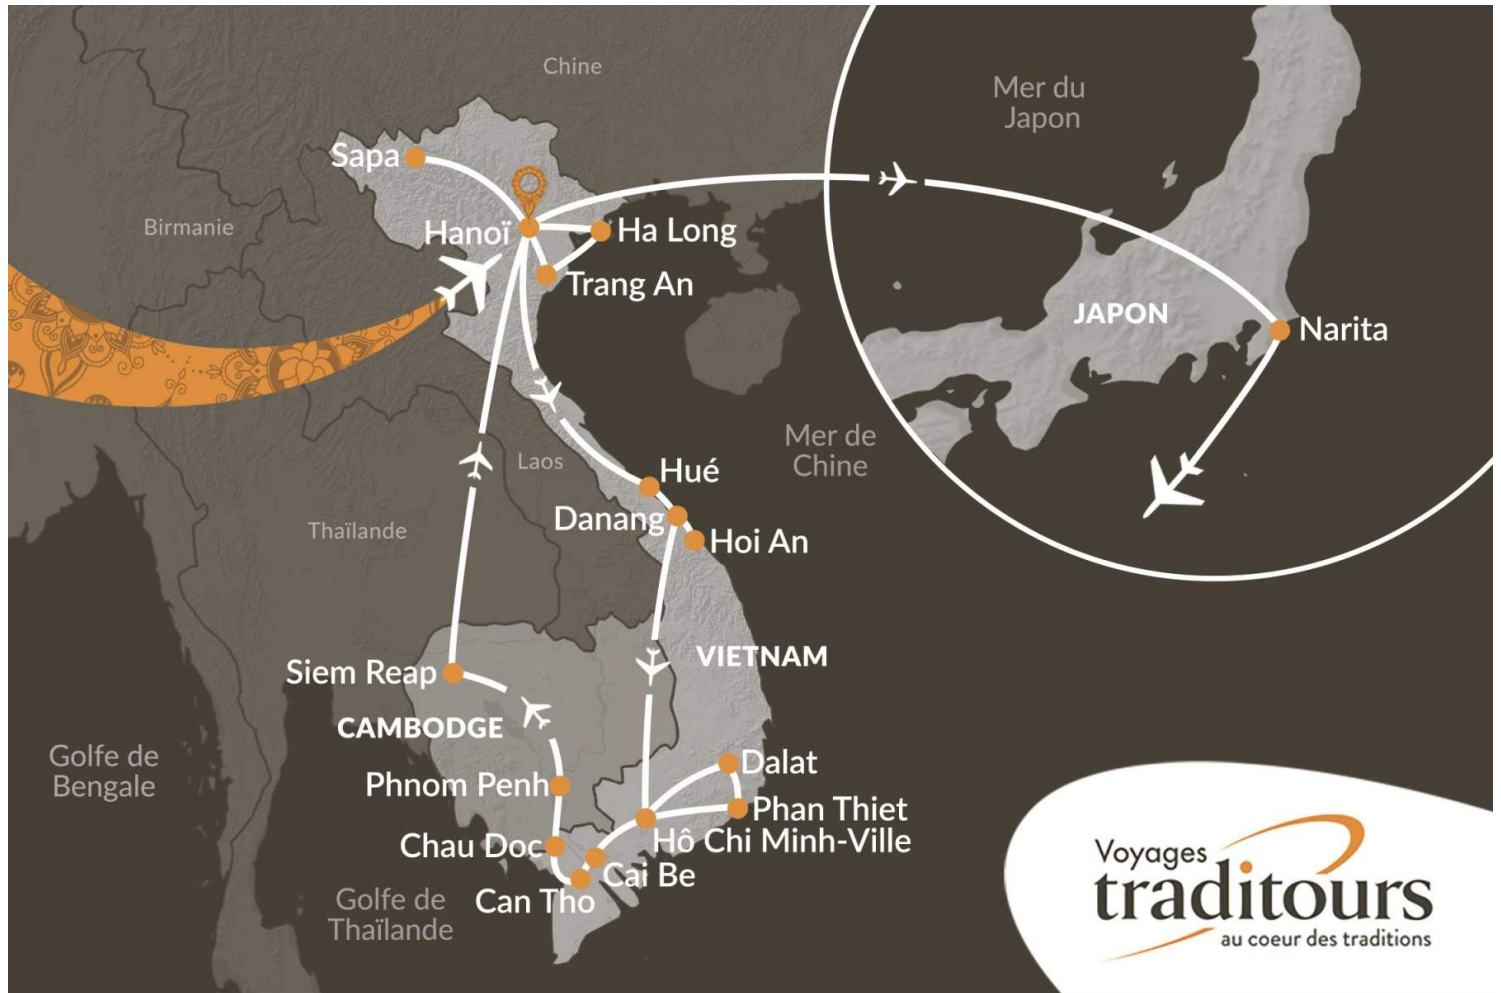 Chine
Mer du
Japon
Sapa
Birmanie
Hanoï
Ha Long
Trang An
JAPON
Narita
Mer de
Chine
Laos
Hué
Thaïlande
Danang
Hoi An
VIETNAM
Siem Reap
CAMBODGE
Golfe de
Bengale
Dalat
Phnom Penh
Phan Thiet
Hô Chi Minh-Ville
Chau Doc
Cai Be
Can Tho
Golfe de
Thaïlande
Voyages
traditours
au coeur des traditions